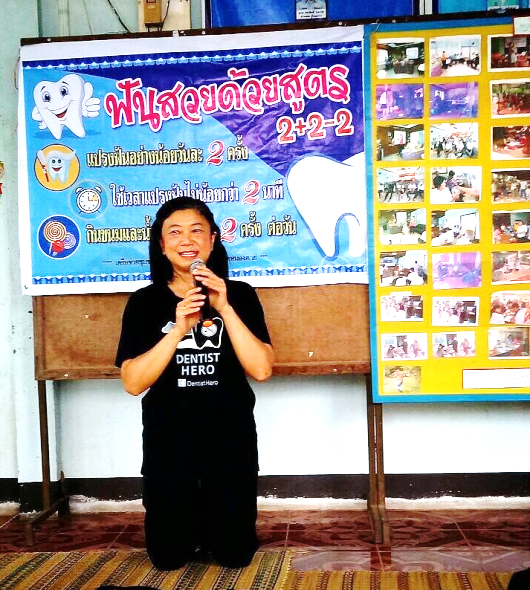 ฟันสวยด้วยสูตร
2+2-2
แปรงฟันอย่างน้อยวันละ 2 ครั้ง
ใช้เวลาแปรงฟันไม่น้อยกว่า 2 นาที
กินขนมและน้ 2 ครั้ง ต่อวัน
DENTIST
HERO
DentistHero